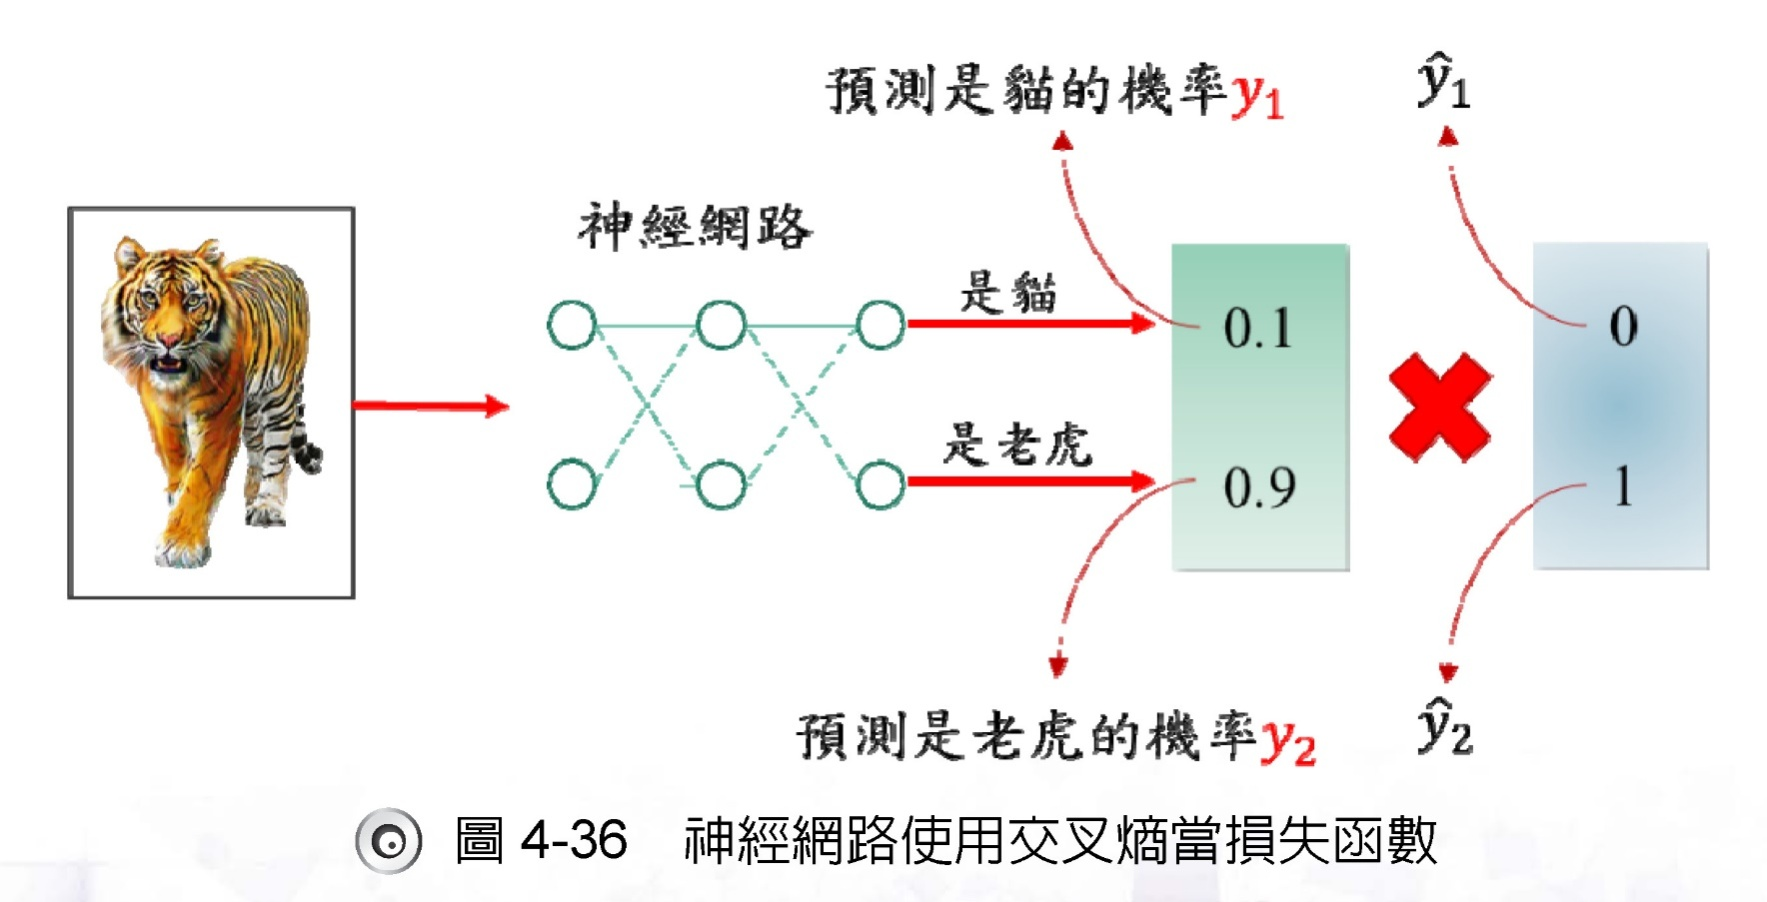 預測是貓的機率y₁
ŷ₁
神經網路
是貓
0.1
0
是老虎
0.9
1
預測是老虎的機率y₂
ŷ₂
圖 4-36 神經網路使用交叉熵當損失函數